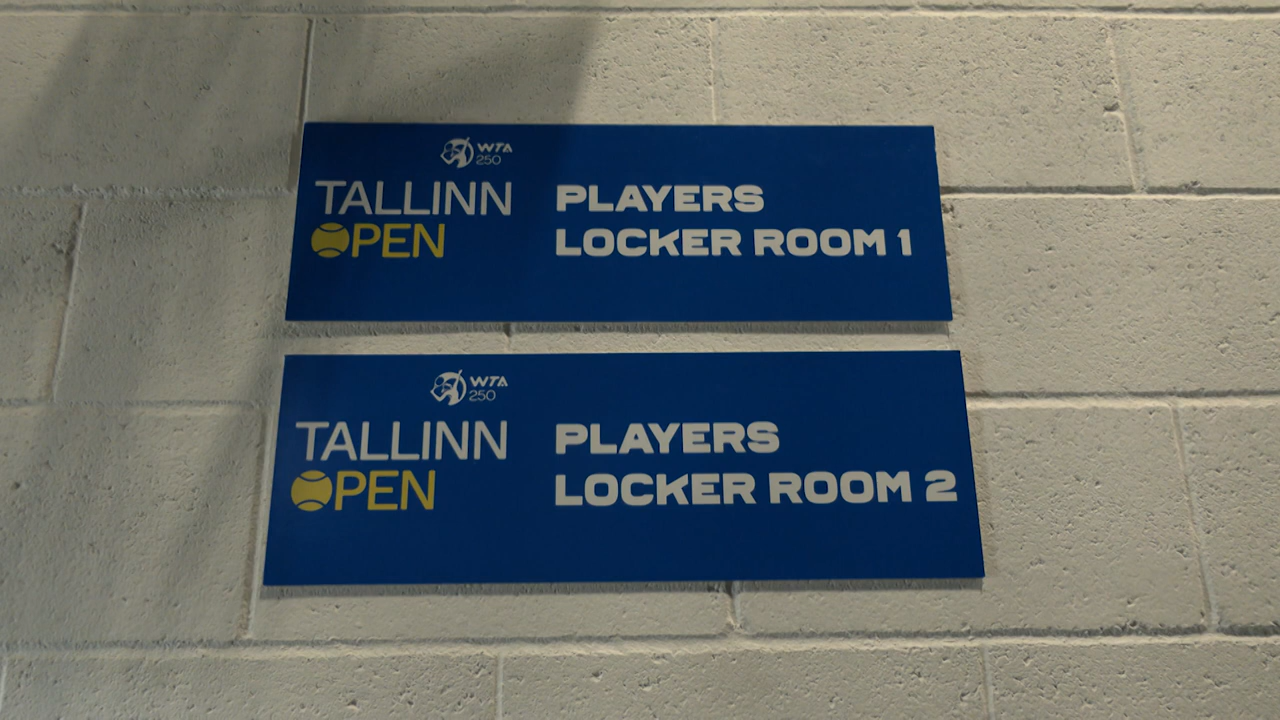 WTA
250
TALLINN
OPEN
PLAYERS
LOCKER ROOM 1
WTA
250
TALLINN
OPEN
PLAYERS
LOCKER ROOM 2